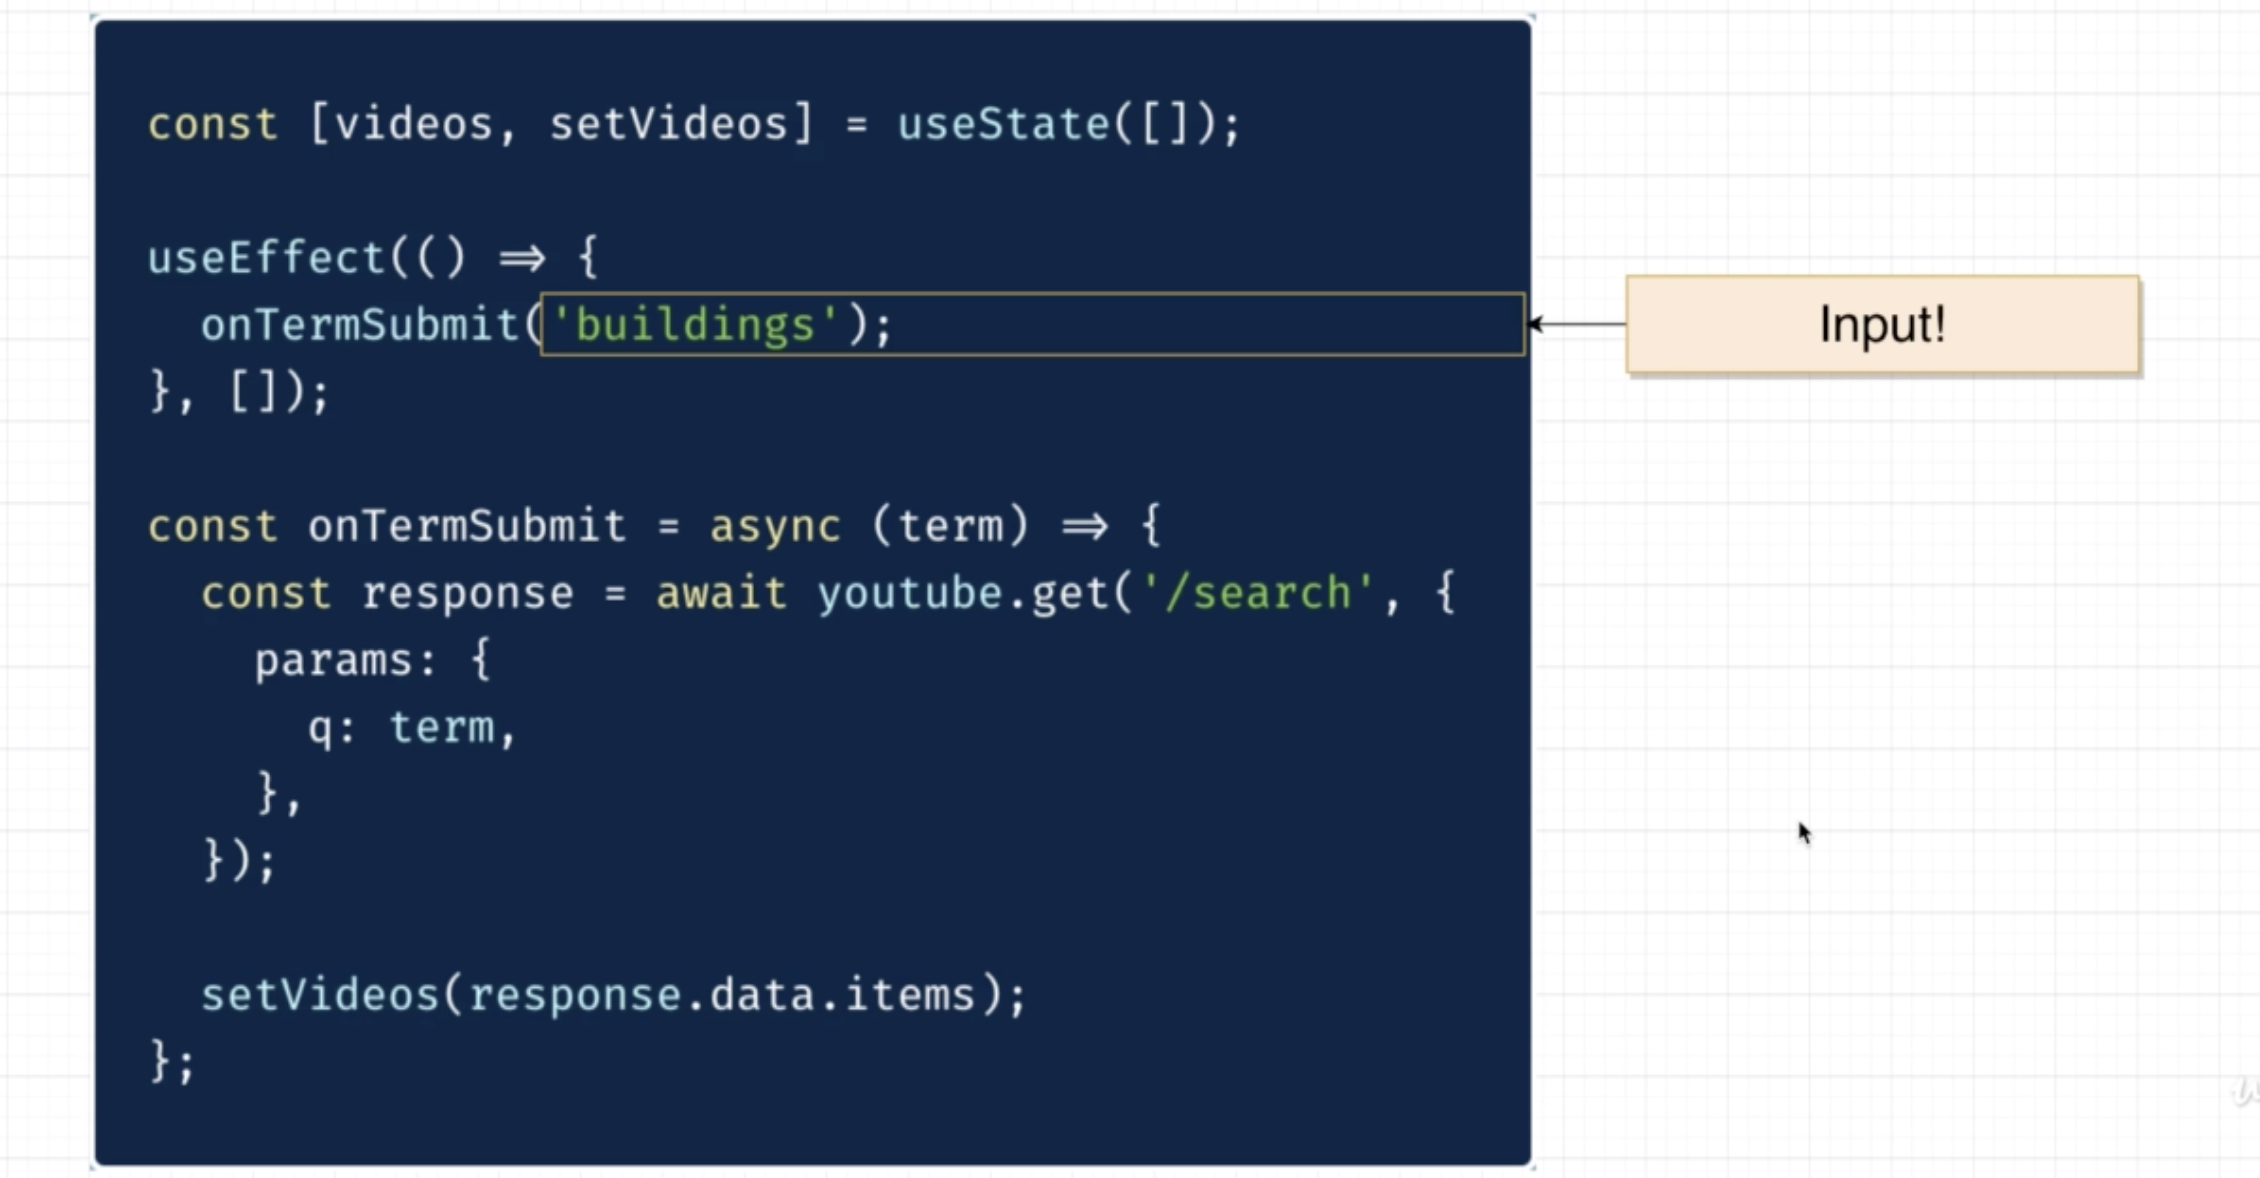 const [videos, setVideos] = useState([]);
useEffect(() => {
onTermSubmit('buildings');
}, []);
Input!
const onTermSubmit = async (term) => {
const response = await youtube.get('/search', {
params: {
q: term,
},
});
setVideos(response.data.items);
};